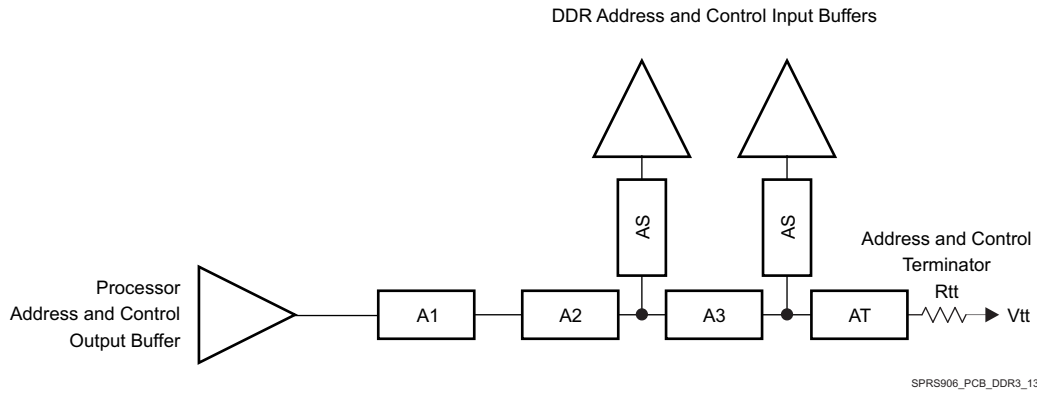 DDR Address and Control Input Buffers
AS
AS
Processor
Address and Control
Output Buffer
A1
A2
A3
AT
Address and Control
Terminator
Rtt
Vtt
SPRS906_PCB_DDR3_13